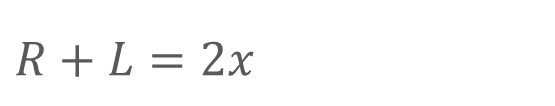 R + L = 2x